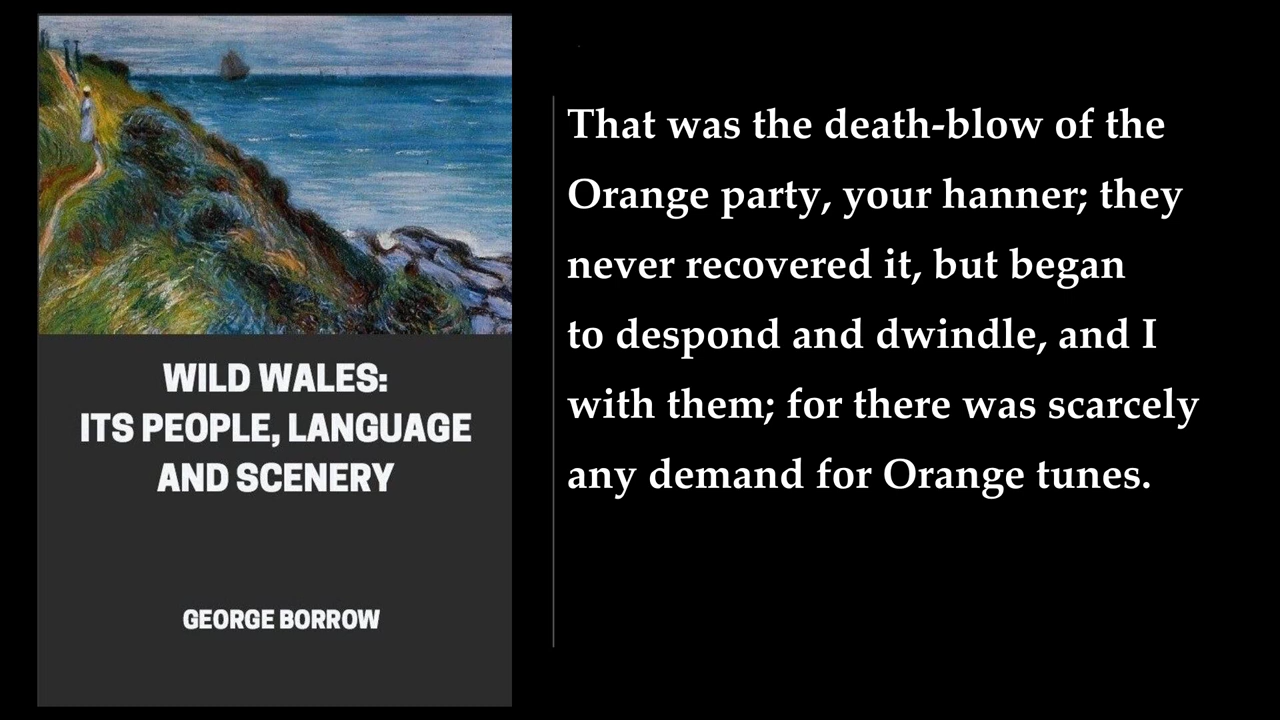 WILD WALES:
ITS PEOPLE, LANGUAGE
AND SCENERY
GEORGE BORROW
That was the death-blow of the
Orange party, your hanner; they
never recovered it, but began
to despond and dwindle, and I
with them; for there was scarcely
any demand for Orange tunes.